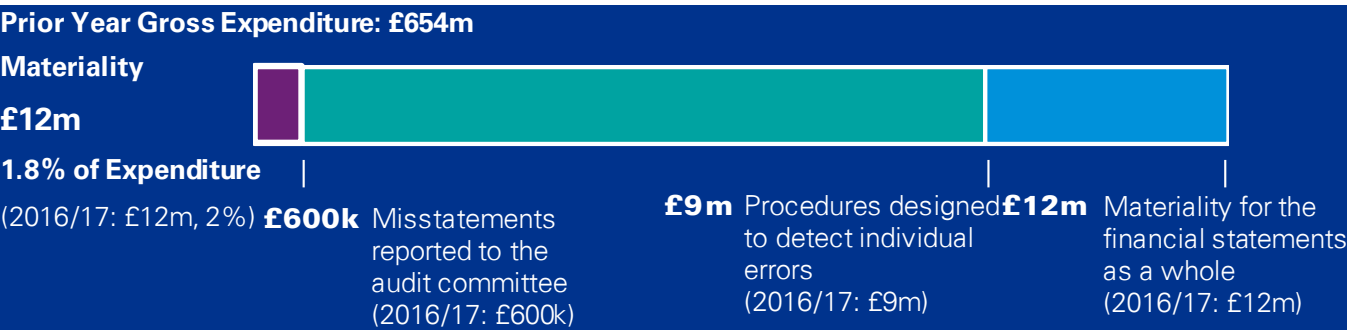 Prior Year Gross Expenditure: £654m
Materiality
£12m
1.8% of Expenditure
(2016/17: £12m, 2%)
£600k Misstatements
reported to the
audit committee
(2016/17: £600k)
£9m Procedures designed
to detect individual
errors
(2016/17: £9m)
£12m Materiality for the
financial statements
as a whole
(2016/17: £12m)